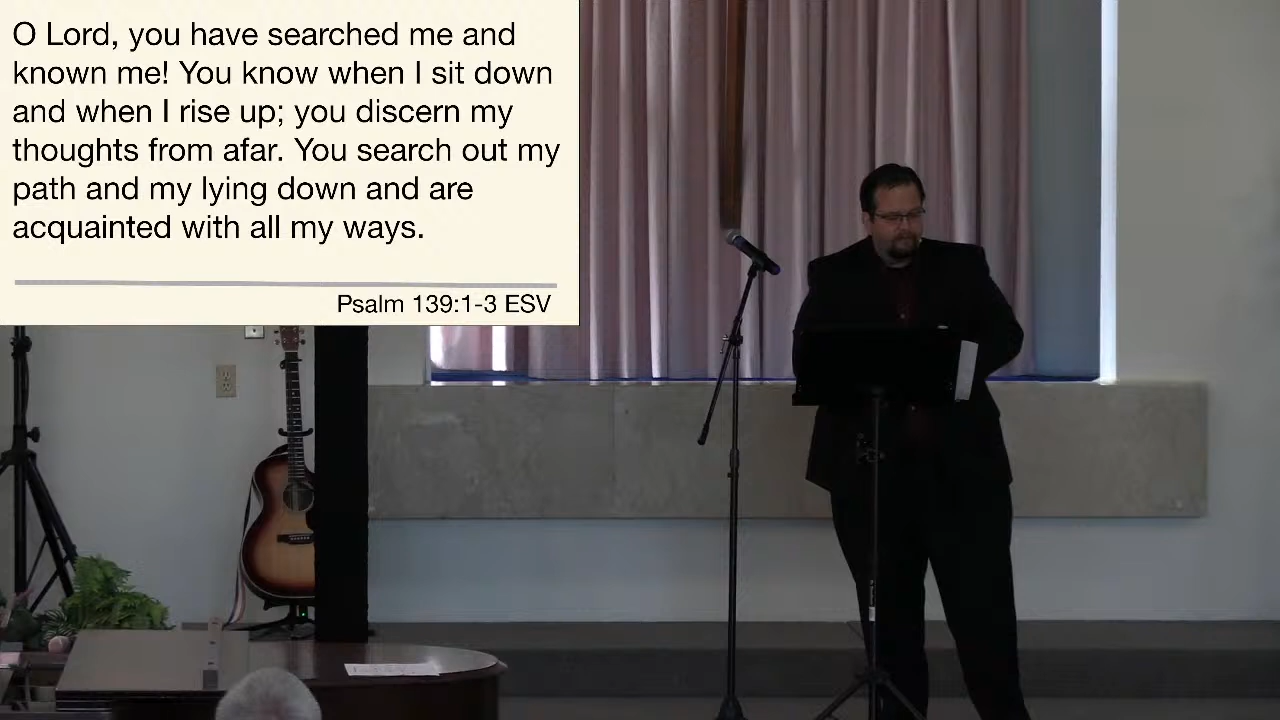 O Lord, you have searched me and
known me! You know when I sit down
and when I rise up; you discern my
thoughts from afar. You search out my
path and my lying down and are
acquainted with all my ways.
Psalm 139:1-3 ESV